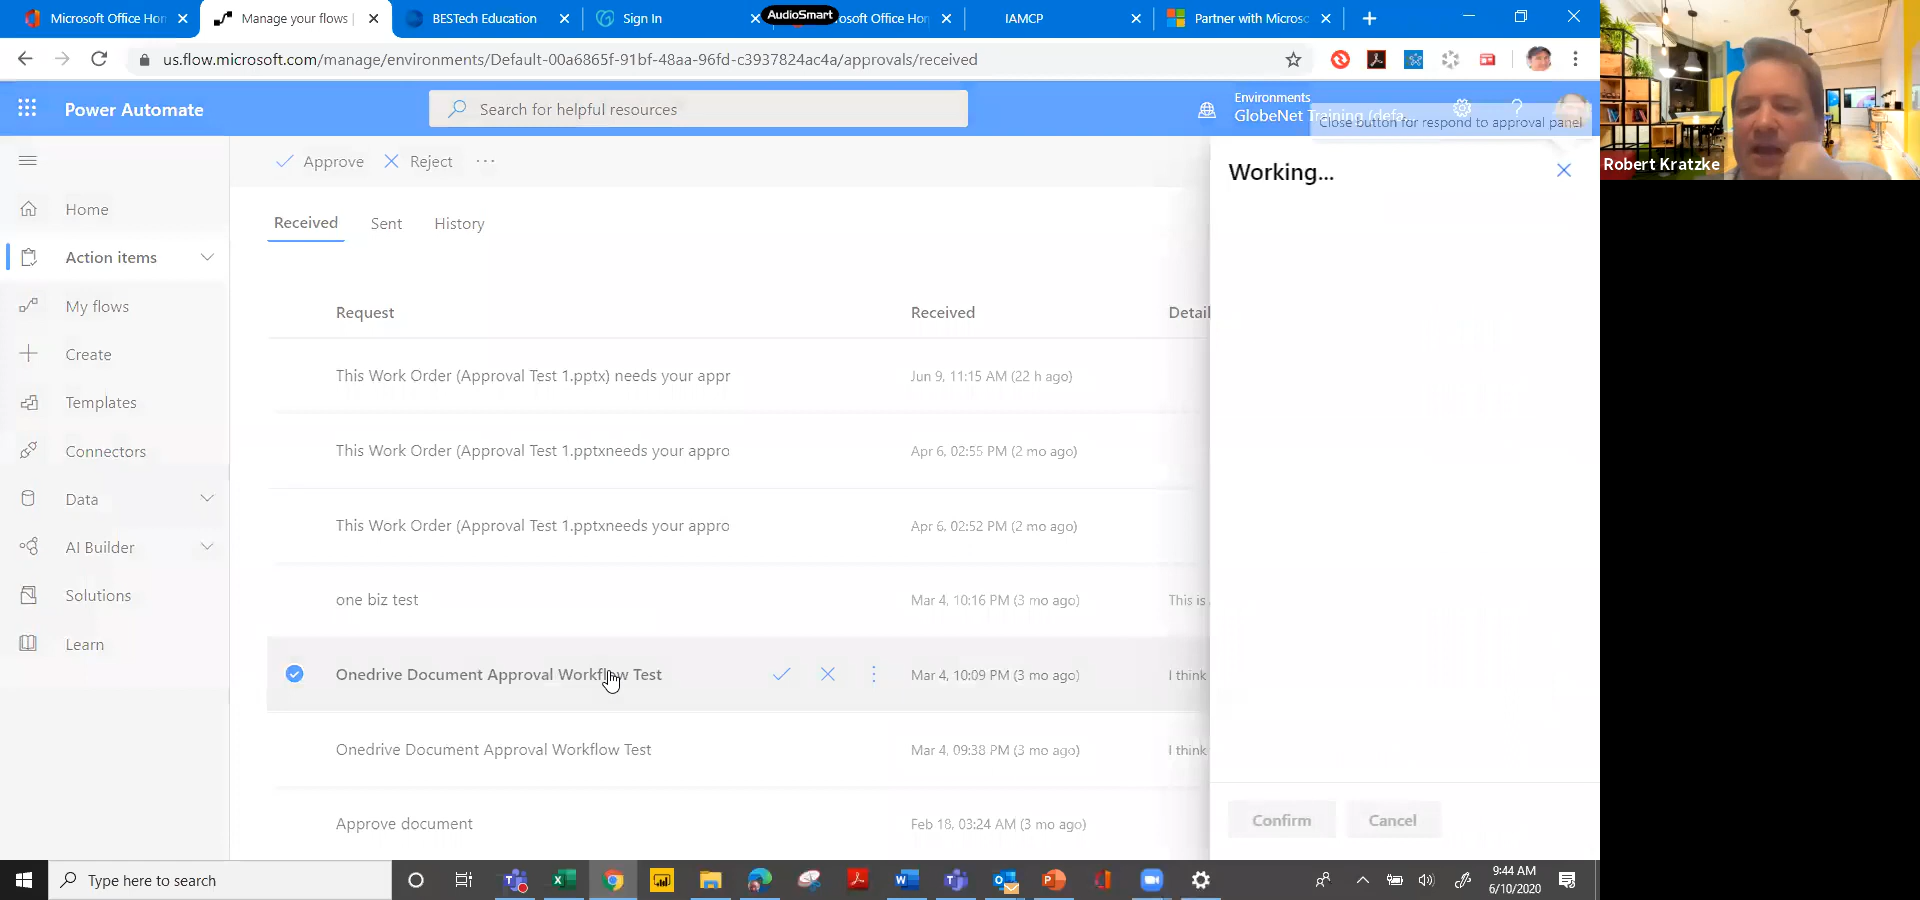 Microsoft Office Hom
Manage your flows |
BESTech Education
Sign In
AudioSmart
osoft Office Hom
IAMCP
Partner with Microso
us.flow.microsoft.com/manage/environments/Default-00a6865f-91bf-48aa-96fd-c3937824ac4a/approvals/received
Power Automate
Search for helpful resources
Environments
GlobeNet Training (defa
?
Close button for respond to approval panel
Robert Kratzke
Approve
Reject
Working...
Home
Action items
My flows
Create
Templates
Connectors
Data
AI Builder
Solutions
Learn
Received
Sent
History
Request
Received
Detail
This Work Order (Approval Test 1.pptx) needs your appr
Jun 9, 11:15 AM (22 h ago)
This Work Order (Approval Test 1.pptxneeds your appro
Apr 6, 02:55 PM (2 mo ago)
This Work Order (Approval Test 1.pptxneeds your appro
Apr 6, 02:52 PM (2 mo ago)
one biz test
Mar 4, 10:16 PM (3 mo ago)
This is
Onedrive Document Approval Workflow Test
Mar 4, 10:09 PM (3 mo ago)
I think
Onedrive Document Approval Workflow Test
Mar 4, 09:38 PM (3 mo ago)
I think
Approve document
Feb 18, 03:24 AM (3 mo ago)
Confirm
Cancel
Type here to search
9:44 AM
6/10/2020